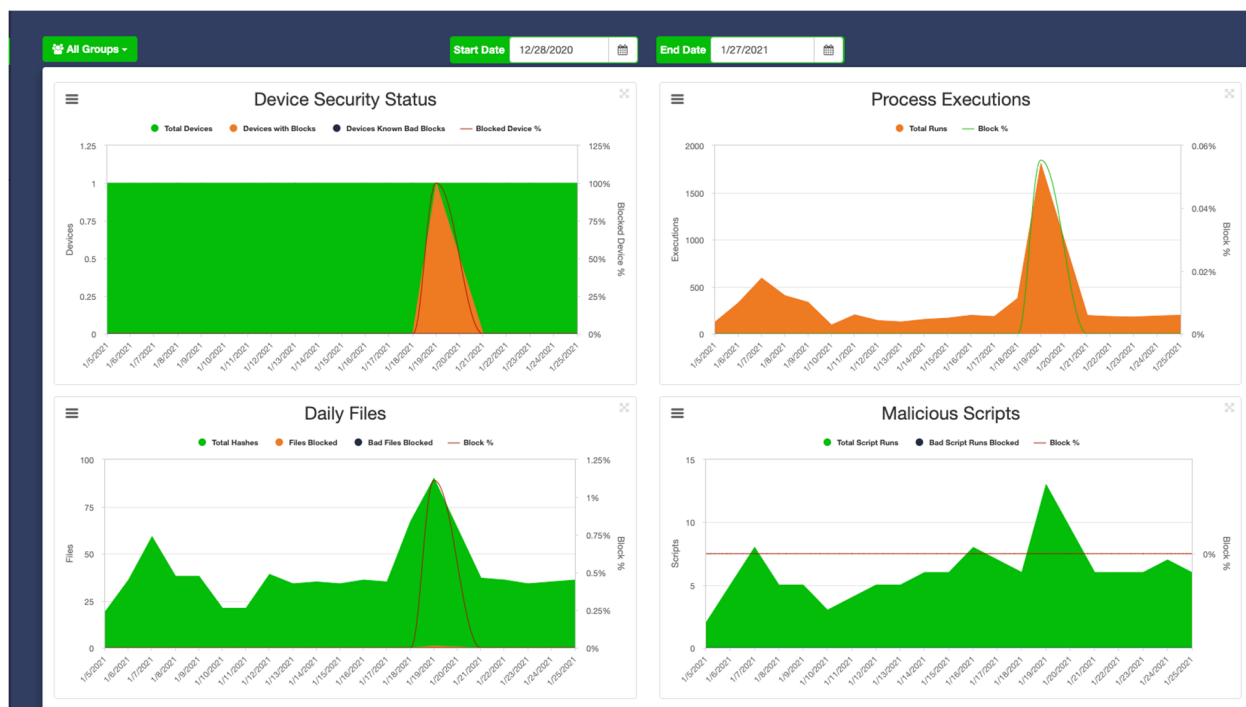 All Groups
Start Date 12/28/2020
End Date 1/27/2021
Device Security Status
Total Devices Devices with Blocks Devices Known Bad Blocks Blocked Device %
1.25
1
0.75
0.5
0.25
0
Devices
125%
100%
75%
50%
25%
0%
Blocked Device %
1/5/2021 1/6/2021 1/7/2021 1/8/2021 1/9/2021 1/10/2021 1/11/2021 1/12/2021 1/13/2021 1/14/2021 1/15/2021 1/16/2021 1/17/2021 1/18/2021 1/19/2021 1/20/2021 1/21/2021 1/22/2021 1/23/2021 1/24/2021 1/25/2021
Process Executions
Total Runs Block %
2000
1500
1000
500
0
Executions
0.06%
0.04%
0.02%
0%
Block %
1/5/2021 1/6/2021 1/7/2021 1/8/2021 1/9/2021 1/10/2021 1/11/2021 1/12/2021 1/13/2021 1/14/2021 1/15/2021 1/16/2021 1/17/2021 1/18/2021 1/19/2021 1/20/2021 1/21/2021 1/22/2021 1/23/2021 1/24/2021 1/25/2021
Daily Files
Total Hashes Files Blocked Bad Files Blocked Block %
100
75
50
25
0
Files
1.25%
1%
0.75%
0.5%
0.25%
0%
Block %
1/5/2021 1/6/2021 1/7/2021 1/8/2021 1/9/2021 1/10/2021 1/11/2021 1/12/2021 1/13/2021 1/14/2021 1/15/2021 1/16/2021 1/17/2021 1/18/2021 1/19/2021 1/20/2021 1/21/2021 1/22/2021 1/23/2021 1/24/2021 1/25/2021
Malicious Scripts
Total Script Runs Bad Script Runs Blocked Block %
15
10
5
0
Scripts
0%
Block %
1/5/2021 1/6/2021 1/7/2021 1/8/2021 1/9/2021 1/10/2021 1/11/2021 1/12/2021 1/13/2021 1/14/2021 1/15/2021 1/16/2021 1/17/2021 1/18/2021 1/19/2021 1/20/2021 1/21/2021 1/22/2021 1/23/2021 1/24/2021 1/25/2021